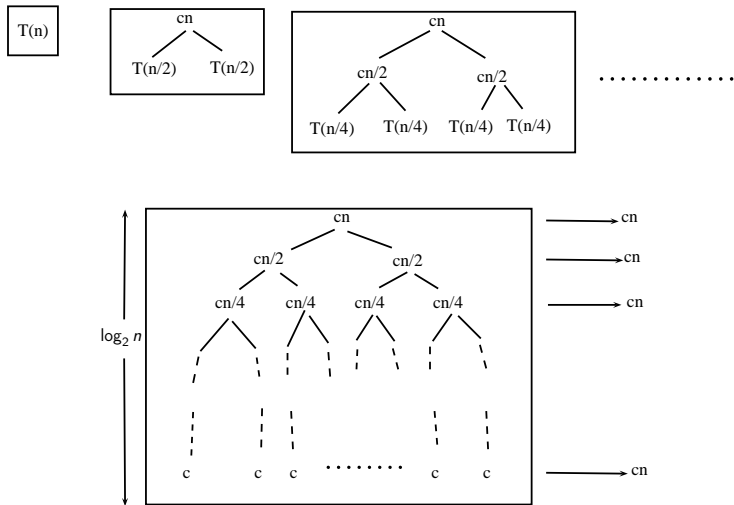 T(n)
cn
T(n/2) T(n/2)
cn
cn/2 cn/2
T(n/4) T(n/4) T(n/4) T(n/4)
cn cn
cn/2 cn/2 cn
cn/4 cn/4 cn/4 cn/4 cn
log₂ n
c c c ........ c c cn